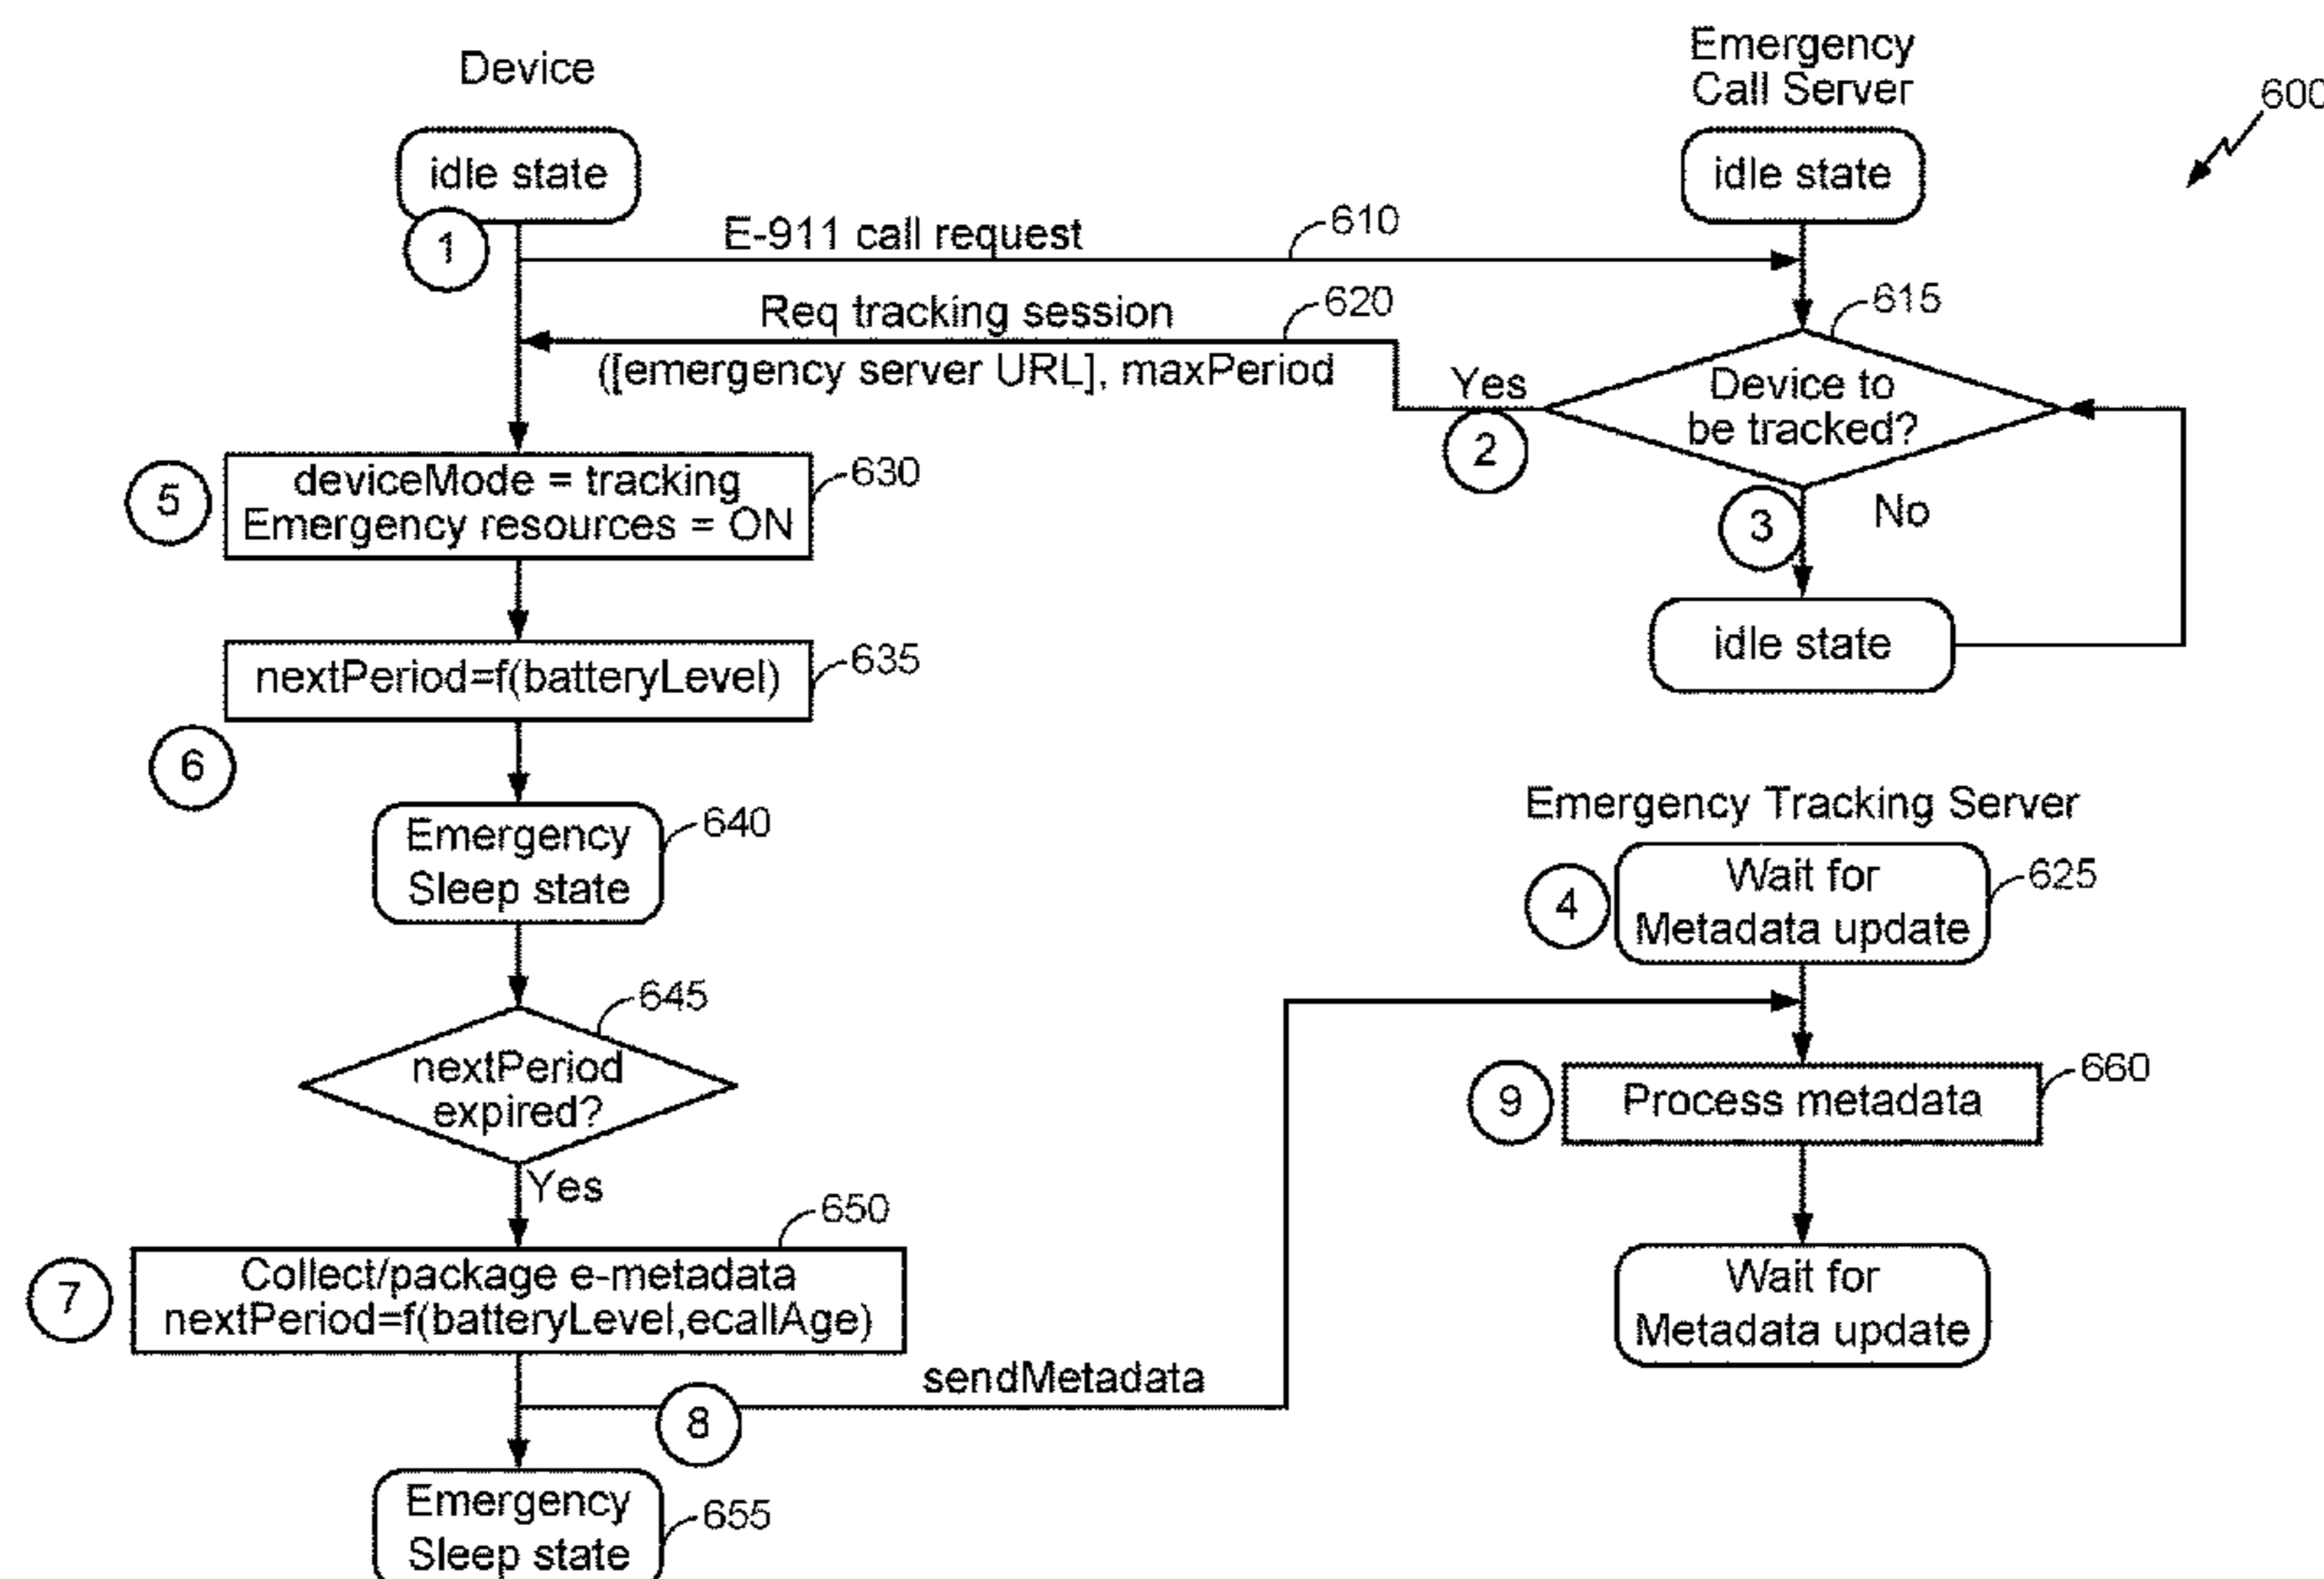 Device
Emergency
Call Server
600
idle state
idle state
1
E-911 call request
610
Req tracking session
620
615
([emergency server URL], maxPeriod
Yes
Device to
be tracked?
2
5
deviceMode = tracking
Emergency resources = ON
630
3
No
idle state
nextPeriod=f(batteryLevel)
635
6
Emergency
Sleep state
640
Emergency Tracking Server
4
Wait for
Metadata update
625
645
nextPeriod
expired?
Yes
9
Process metadata
660
650
7
Collect/package e-metadata
nextPeriod=f(batteryLevel,ecallAge)
Wait for
Metadata update
sendMetadata
8
Emergency
Sleep state
655